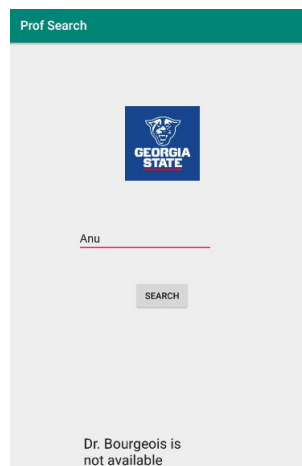 Prof Search
GEORGIA
STATE
Anu
SEARCH
Dr. Bourgeois is
not available